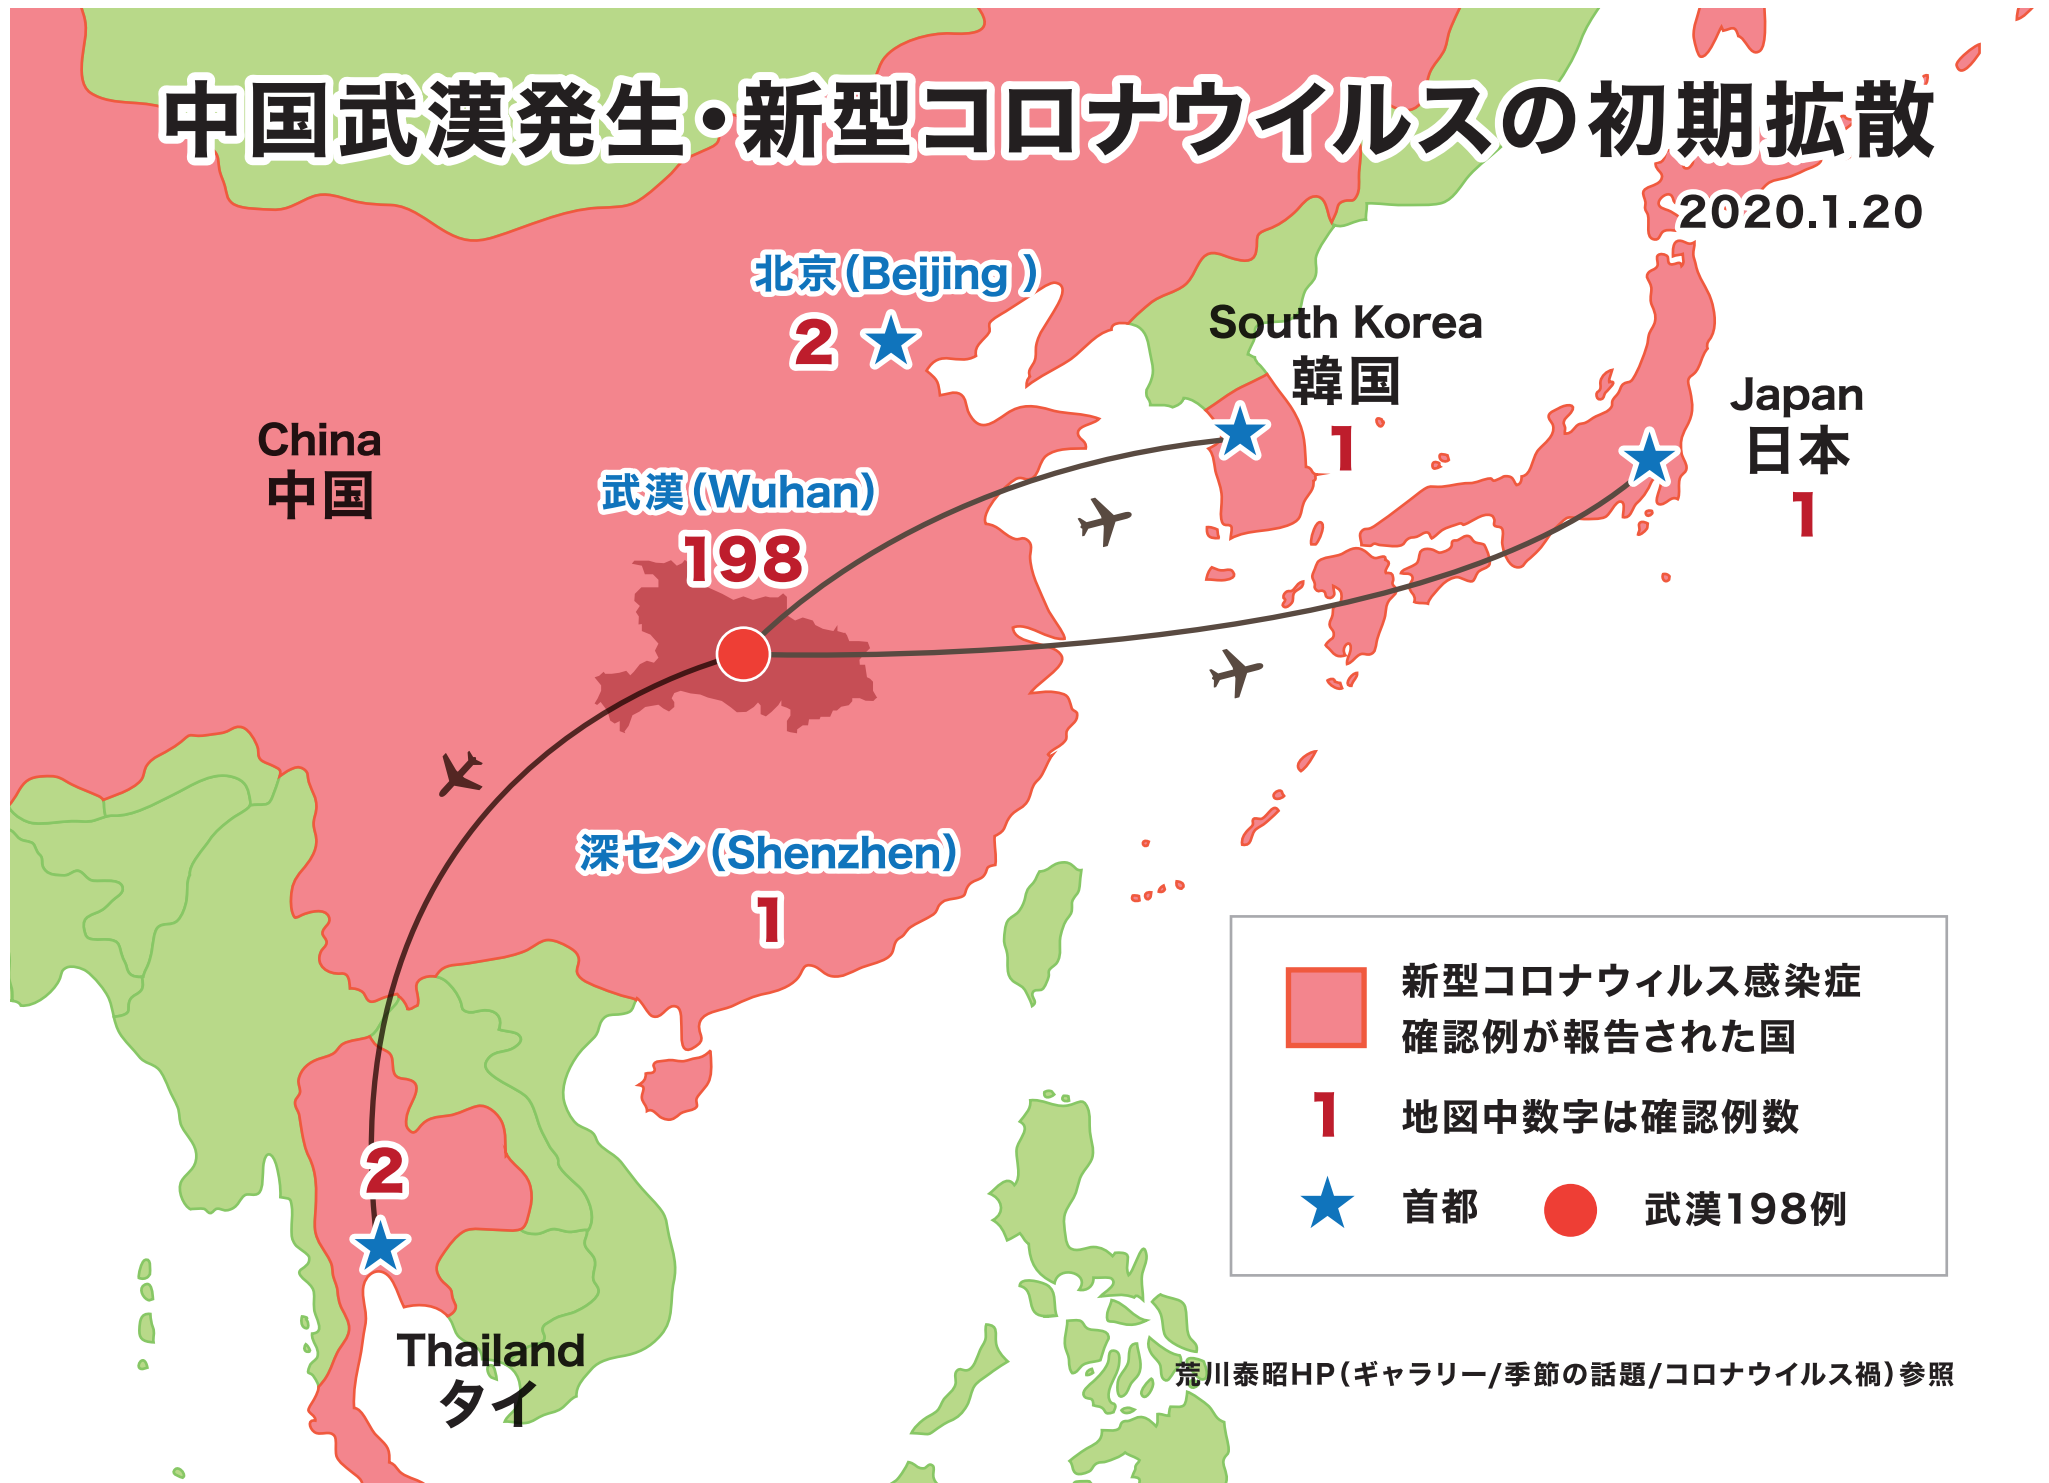 中国武漢発生・新型コロナウイルスの初期拡散
2020.1.20
北京（Beijing ）
2
South Korea
韓国
1
Japan
日本
1
China
中国
武漢（Wuhan）
198
深セン（Shenzhen）
1
新型コロナウィルス感染症
確認例が報告された国
1 地図中数字は確認例数
首都 武漢198例
2
Thailand
タイ
荒川泰昭HP（ギャラリー/季節の話題/コロナウイルス禍）参照